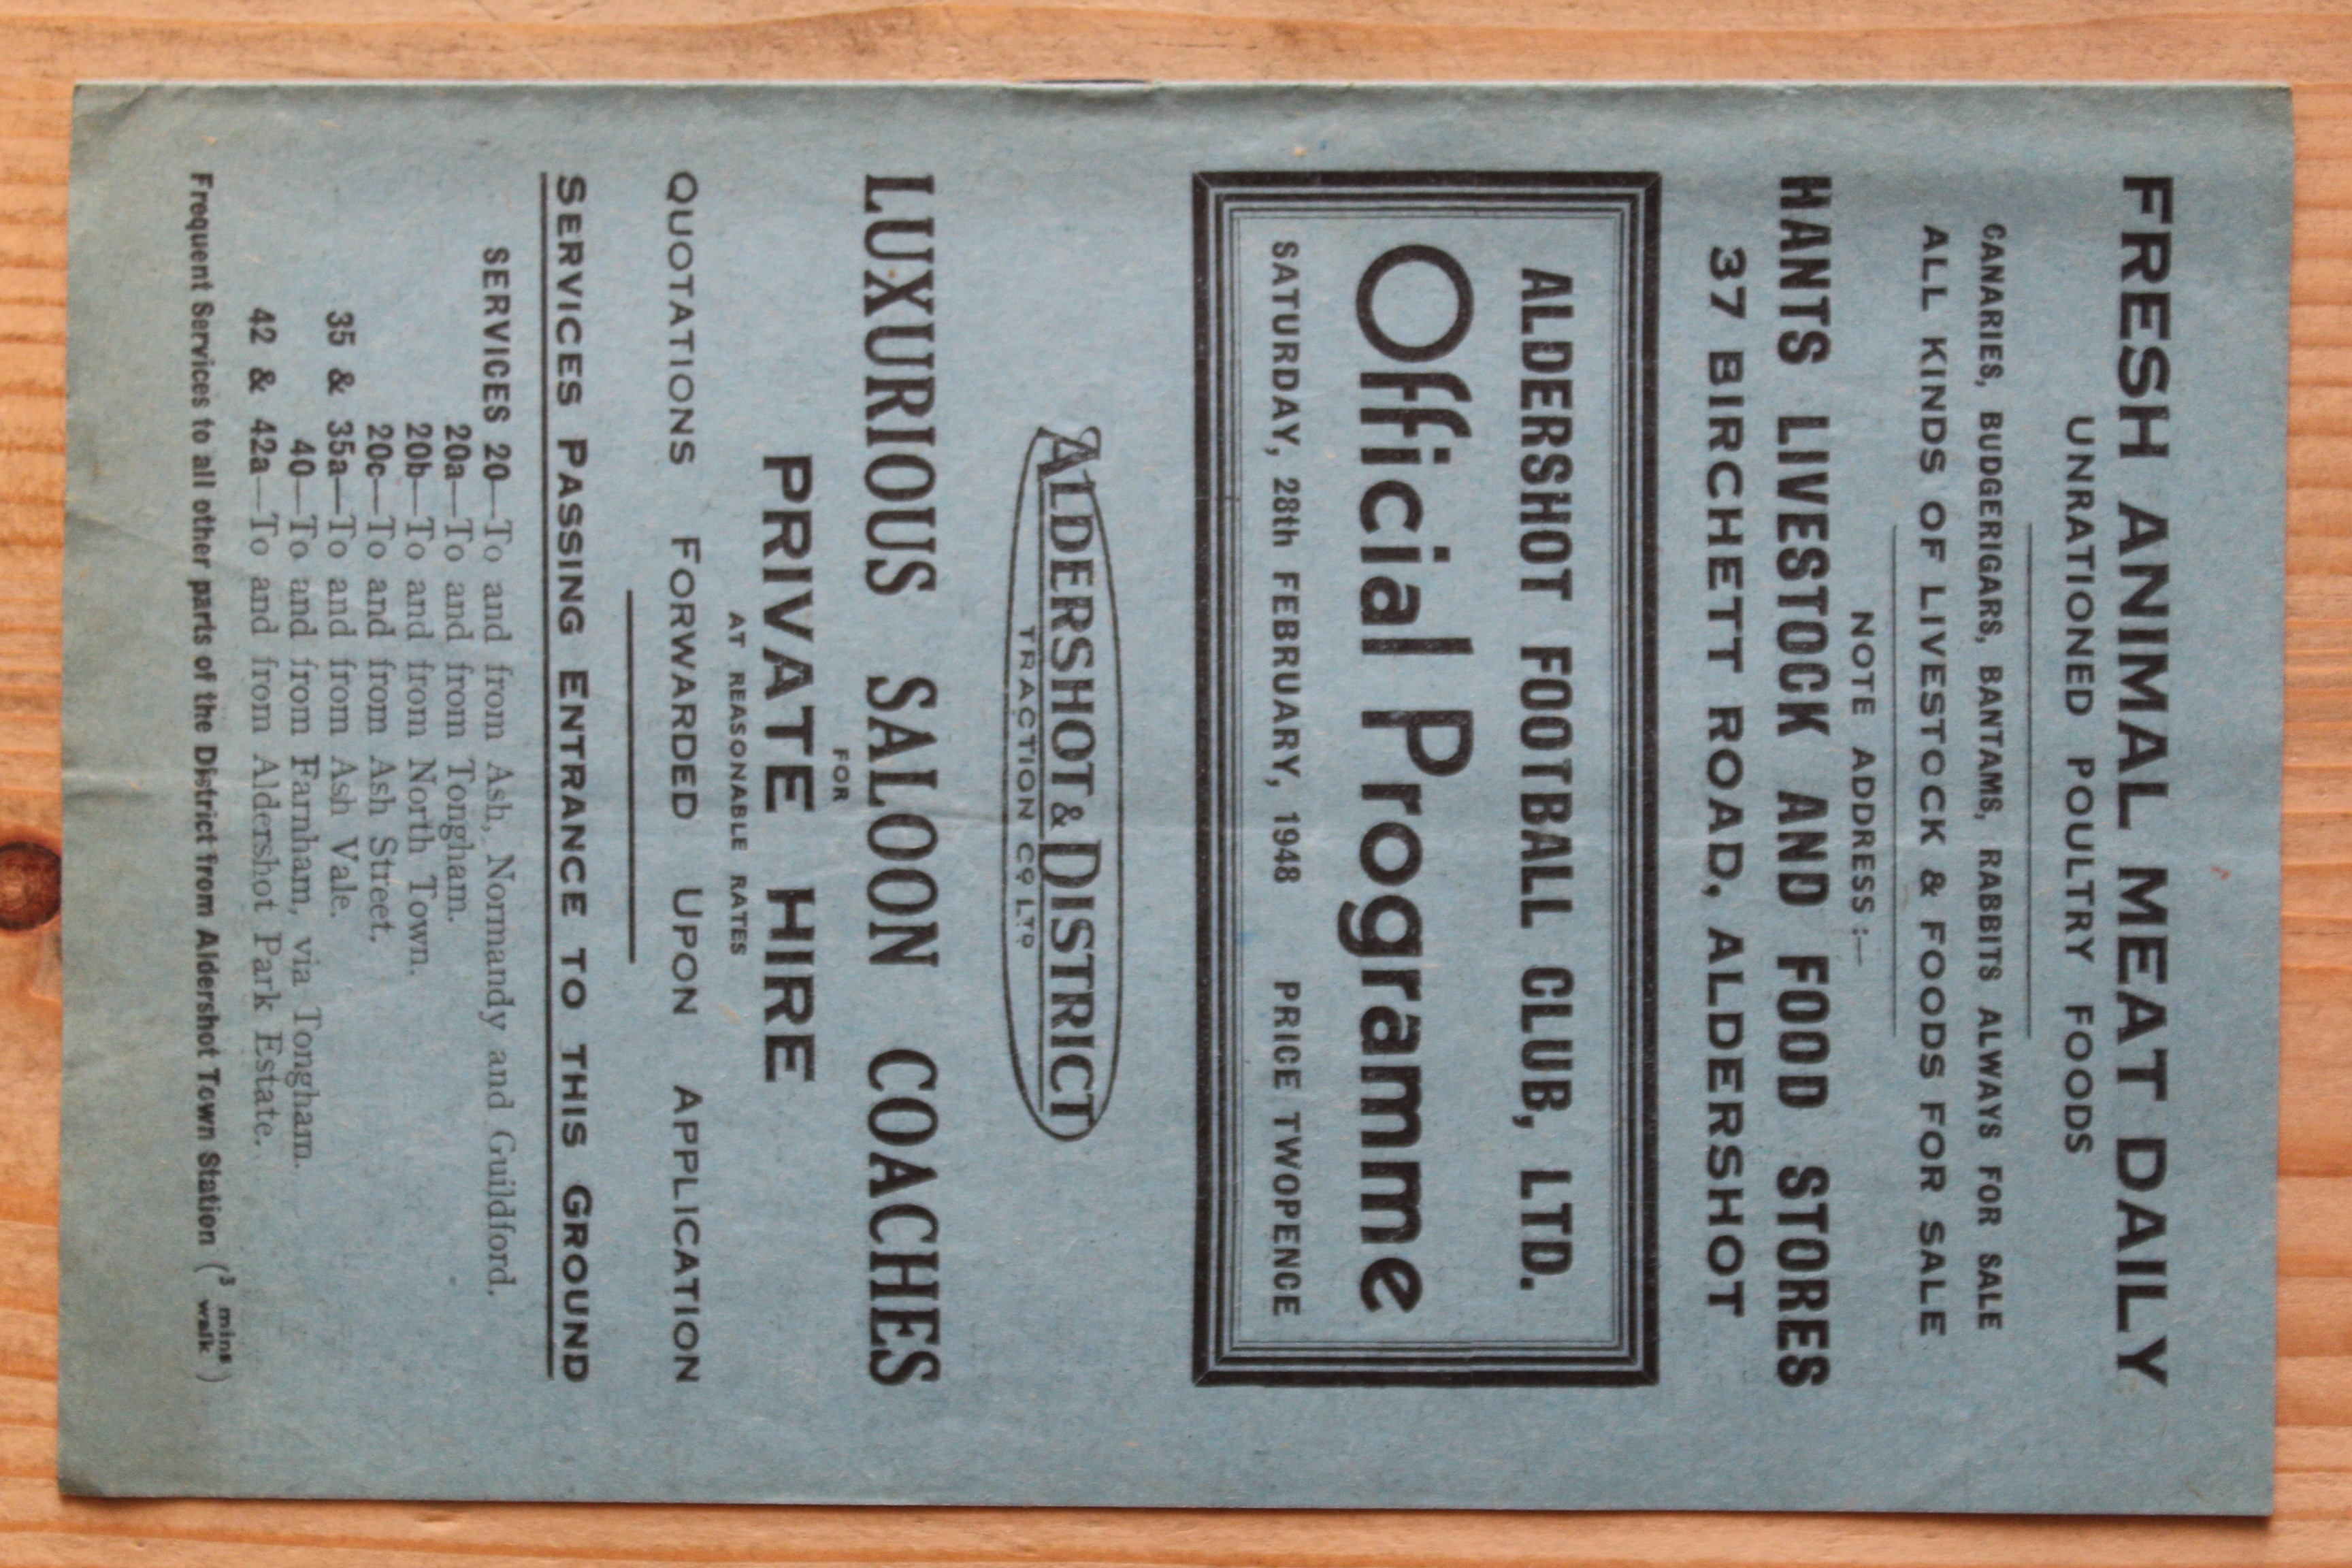 FRESH ANIMAL MEAT DAILY
UNRATIONED POULTRY FOODS
CANARIES, BUDGERIGARS, BANTAMS, RABBITS ALWAYS FOR SALE
ALL KINDS OF LIVESTOCK & FOODS FOR SALE
NOTE ADDRESS :—
HANTS LIVESTOCK AND FOOD STORES
37 BIRCHETT ROAD, ALDERSHOT
ALDERSHOT FOOTBALL CLUB, LTD.
Official Programme
SATURDAY, 28th FEBRUARY, 1948 PRICE TWOPENCE
ALDERSHOT & DISTRICT
TRACTION CO LTD
LUXURIOUS SALOON COACHES
FOR
PRIVATE HIRE
AT REASONABLE RATES
QUOTATIONS FORWARDED UPON APPLICATION
SERVICES PASSING ENTRANCE TO THIS GROUND
SERVICES 20—To and from Ash, Normandy and Guildford.
20a—To and from Tongham.
20b—To and from North Town.
20c—To and from Ash Street.
35 & 35a—To and from Ash Vale.
40—To and from Farnham, via Tongham.
42 & 42a—To and from Aldershot Park Estate.
Frequent Services to all other parts of the District from Aldershot Town Station (3 mins walk)